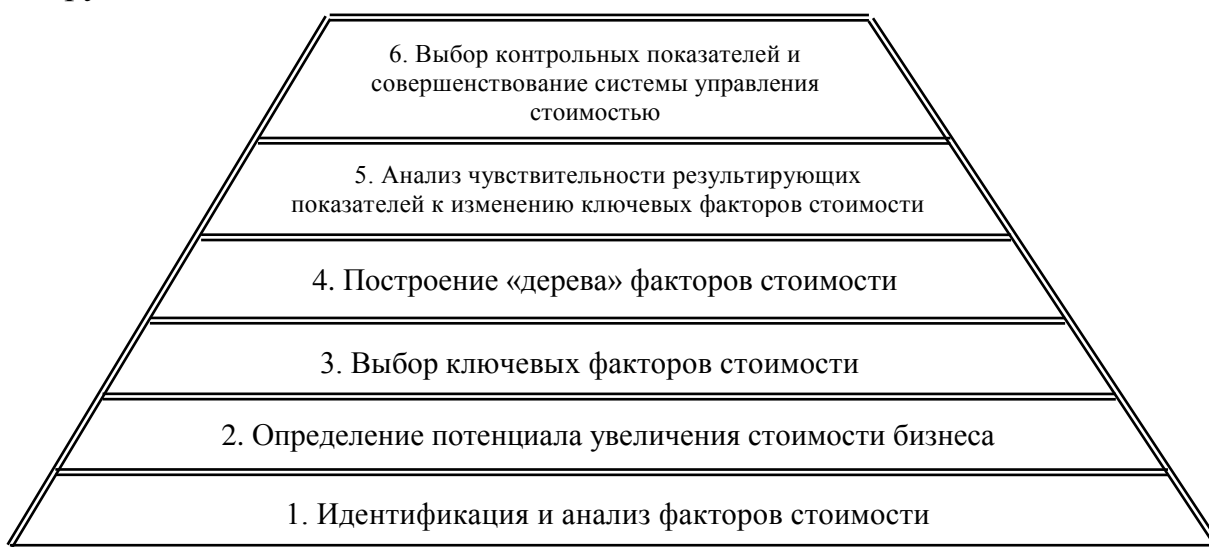 6. Выбор контрольных показателей и
совершенствование системы управления
стоимостью
5. Анализ чувствительности результирующих
показателей к изменению ключевых факторов стоимости
4. Построение «дерева» факторов стоимости
3. Выбор ключевых факторов стоимости
2. Определение потенциала увеличения стоимости бизнеса
1. Идентификация и анализ факторов стоимости